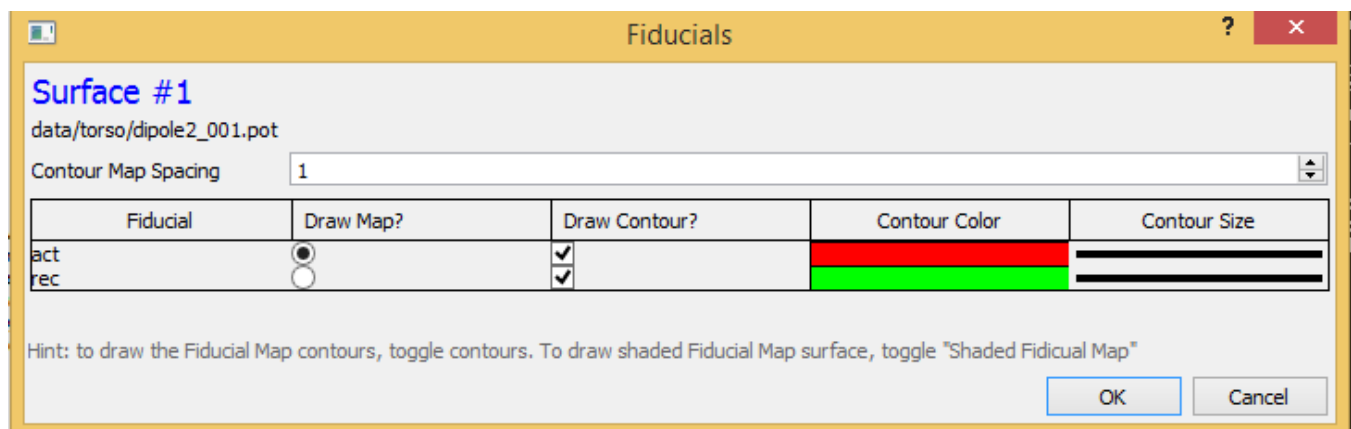 Fiducials
?
Surface #1
data/torso/dipole2_001.pot
Contour Map Spacing 1
Fiducial Draw Map? Draw Contour? Contour Color Contour Size
act
rec
Hint: to draw the Fiducial Map contours, toggle contours. To draw shaded Fiducial Map surface, toggle "Shaded Fidicual Map"
OK Cancel